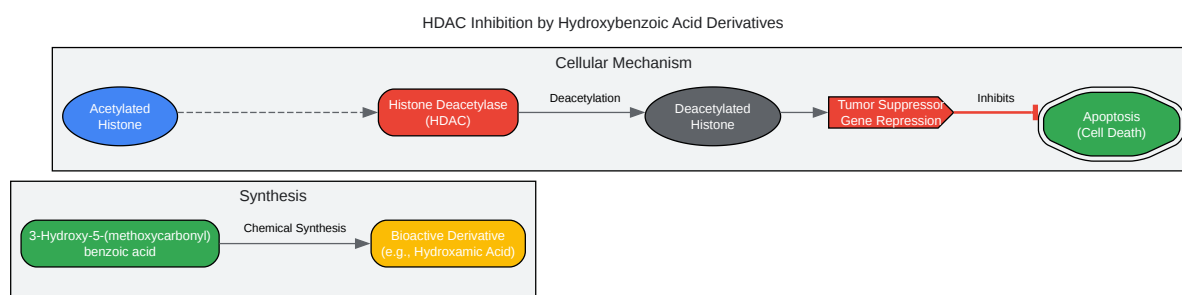 HDAC Inhibition by Hydroxybenzoic Acid Derivatives
Cellular Mechanism
Acetylated
Histone
Histone Deacetylase
(HDAC)
Deacetylation
Deacetylated
Histone
Tumor Suppressor
Gene Repression
Inhibits
Apoptosis
(Cell Death)
Synthesis
3-Hydroxy-5-(methoxycarbonyl)
benzoic acid
Chemical Synthesis
Bioactive Derivative
(e.g., Hydroxamic Acid)